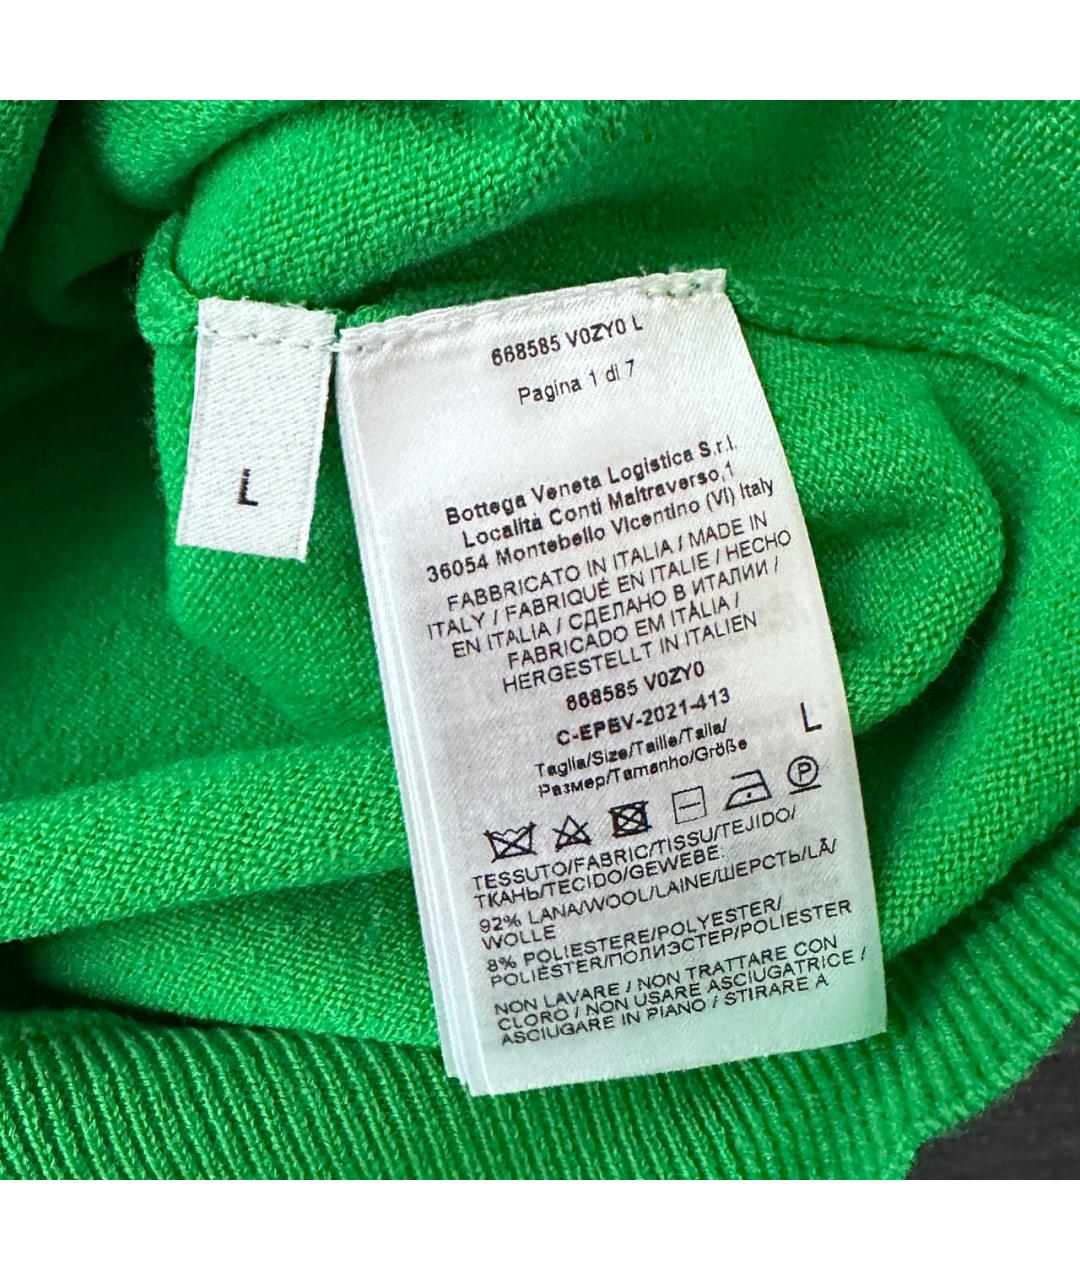 L
668585 V0ZY0 L
Pagina 1 di 7
Bottega Veneta Logistica S.r.l.
Località Conti Maltraverso,1
36054 Montebello Vicentino (VI) Italy
FABBRICATO IN ITALIA / MADE IN
ITALY / FABRIQUÉ EN ITALIE / HECHO
EN ITALIA / СДЕЛАНО В ИТАЛИИ /
FABRICADO EM ITÁLIA /
HERGESTELLT IN ITALIEN
668585 V0ZY0
C-EPBV-2021-413
Taglia/Size/Taille/Talla/
Размер/Tamanho/Größe
L
P
TESSUTO/FABRIC/TISSU/TEJIDO/
ТКАНЬ/TECIDO/GEWEBE:
92% LANA/WOOL/LAINE/ШЕРСТЬ/LÃ/
WOLLE
8% POLIESTERE/POLYESTER/
POLIÉSTER/ПОЛИЭСТЕР/POLIESTER
NON LAVARE / NON TRATTARE CON
CLORO / NON USARE ASCIUGATRICE /
ASCIUGARE IN PIANO / STIRARE A